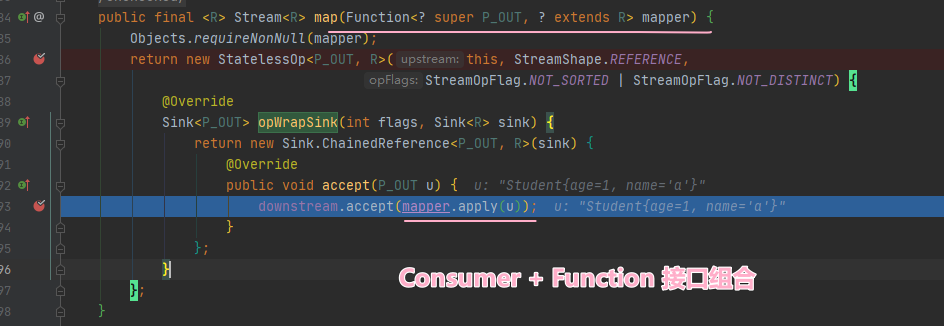 84 @ public final <R> Stream<R> map(Function<? super P_OUT, ? extends R> mapper) {
85 Objects.requireNonNull(mapper);
86 return new StatelessOp<P_OUT, R>( upstream: this, StreamShape.REFERENCE,
87 opFlags: StreamOpFlag.NOT_SORTED | StreamOpFlag.NOT_DISTINCT) {
88 @Override
89 Sink<P_OUT> opWrapSink(int flags, Sink<R> sink) {
90 return new Sink.ChainedReference<P_OUT, R>(sink) {
91 @Override
92 public void accept(P_OUT u) { u: "Student{age=1, name='a'}"
93 downstream.accept(mapper.apply(u)); u: "Student{age=1, name='a'}"
94 }
95 };
96 }
97 };
98 }
Consumer + Function 接口组合